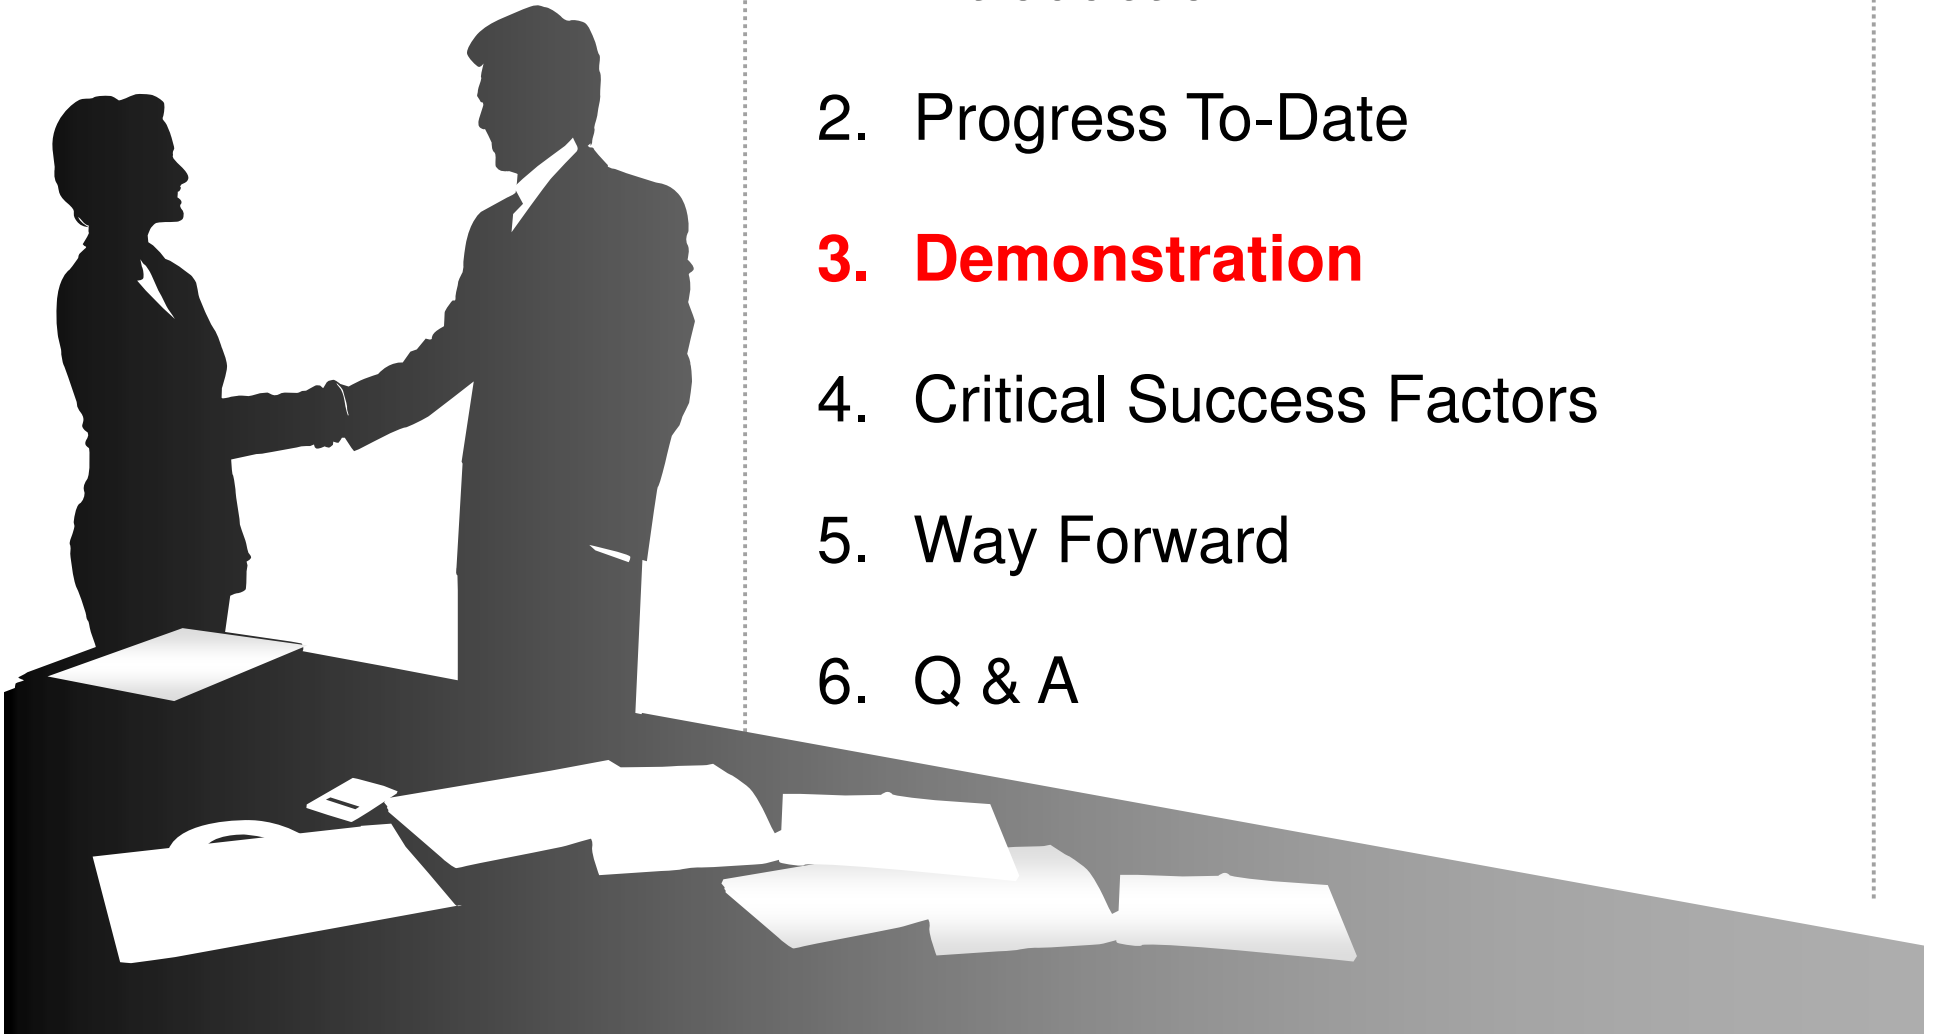 2. Progress To-Date
3. Demonstration
4. Critical Success Factors
5. Way Forward
6. Q & A